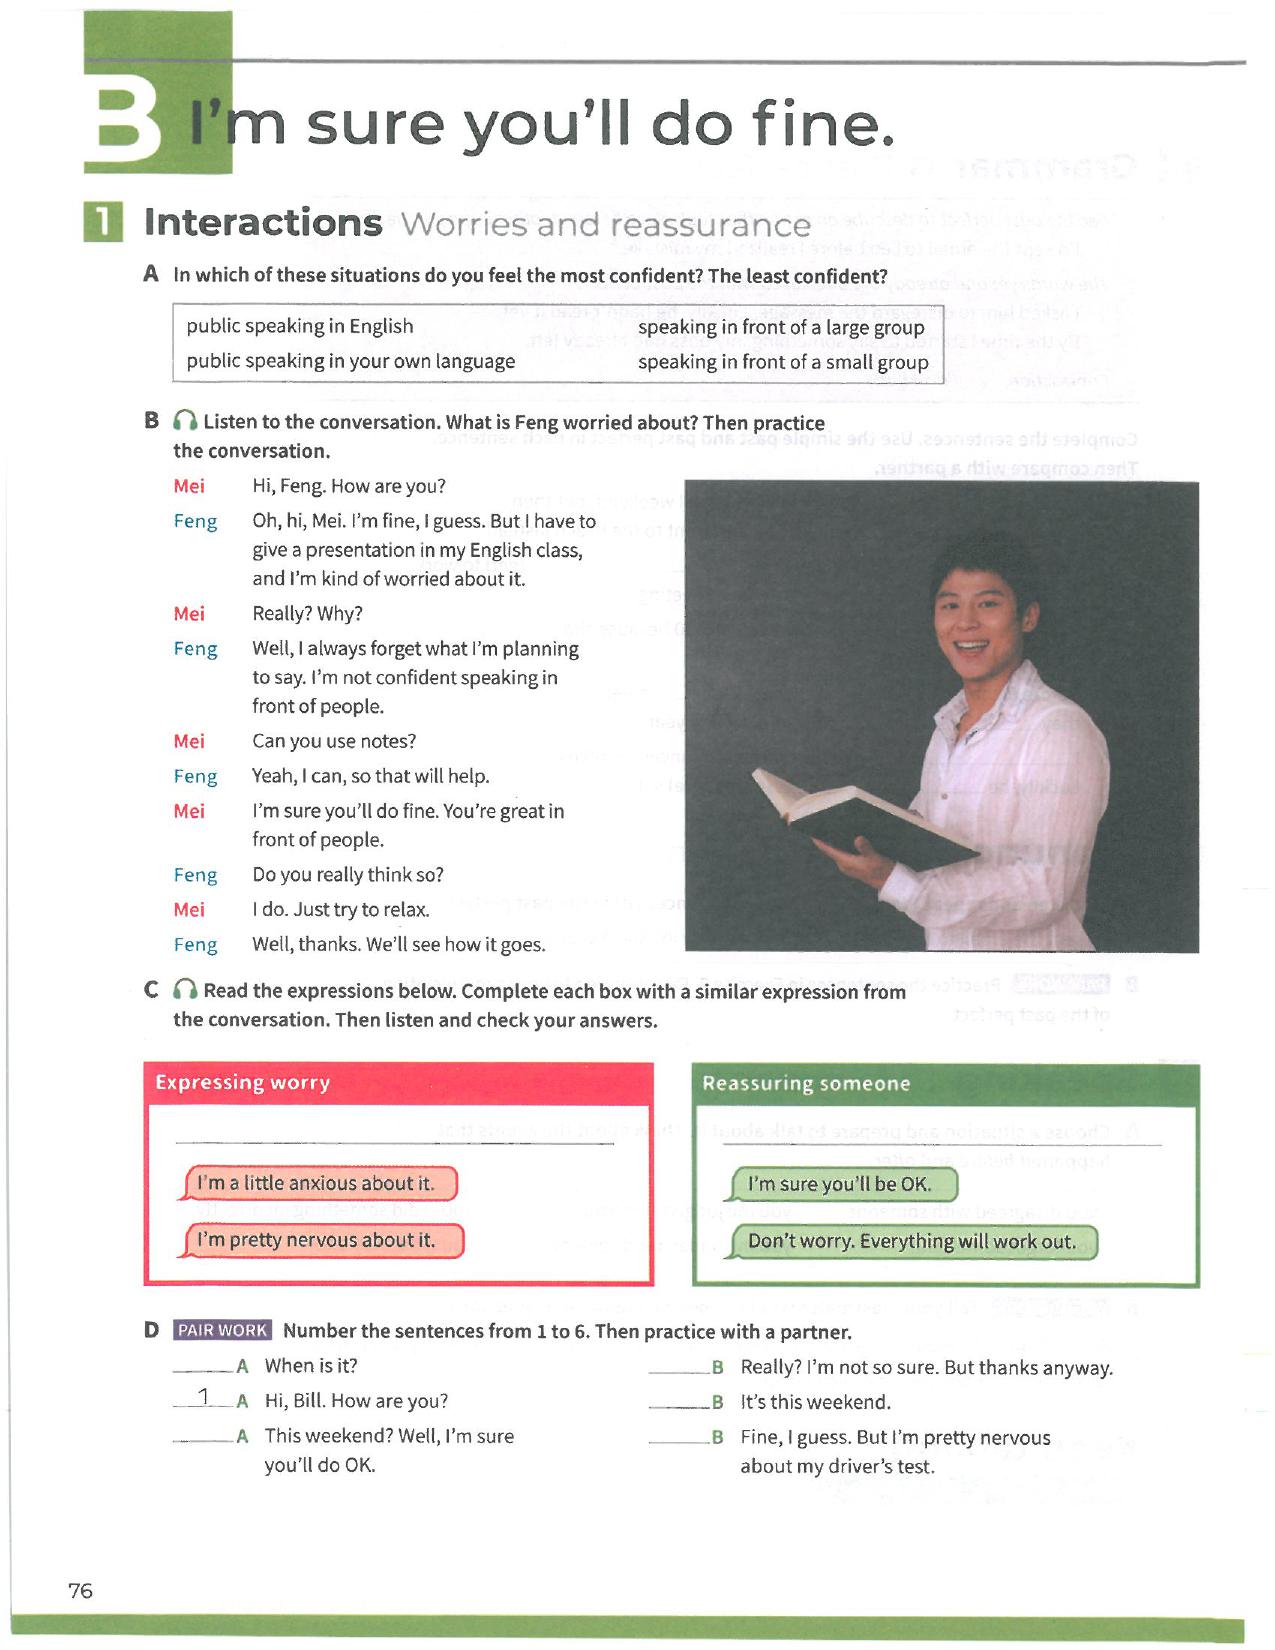 B I'm sure you'll do fine.
1 Interactions Worries and reassurance
A In which of these situations do you feel the most confident? The least confident?
public speaking in English
speaking in front of a large group
public speaking in your own language
speaking in front of a small group
B Listen to the conversation. What is Feng worried about? Then practice
the conversation.
Mei Hi, Feng. How are you?
Feng Oh, hi, Mei. I'm fine, I guess. But I have to
give a presentation in my English class,
and I'm kind of worried about it.
Mei Really? Why?
Feng Well, I always forget what I'm planning
to say. I'm not confident speaking in
front of people.
Mei Can you use notes?
Feng Yeah, I can, so that will help.
Mei I'm sure you'll do fine. You're great in
front of people.
Feng Do you really think so?
Mei I do. Just try to relax.
Feng Well, thanks. We'll see how it goes.
C Read the expressions below. Complete each box with a similar expression from
the conversation. Then listen and check your answers.
Expressing worry
I'm a little anxious about it.
I'm pretty nervous about it.
Reassuring someone
I'm sure you'll be OK.
Don't worry. Everything will work out.
D PAIR WORK Number the sentences from 1 to 6. Then practice with a partner.
A When is it?
1 A Hi, Bill. How are you?
A This weekend? Well, I'm sure
you'll do OK.
B Really? I'm not so sure. But thanks anyway.
B It's this weekend.
B Fine, I guess. But I'm pretty nervous
about my driver's test.
76